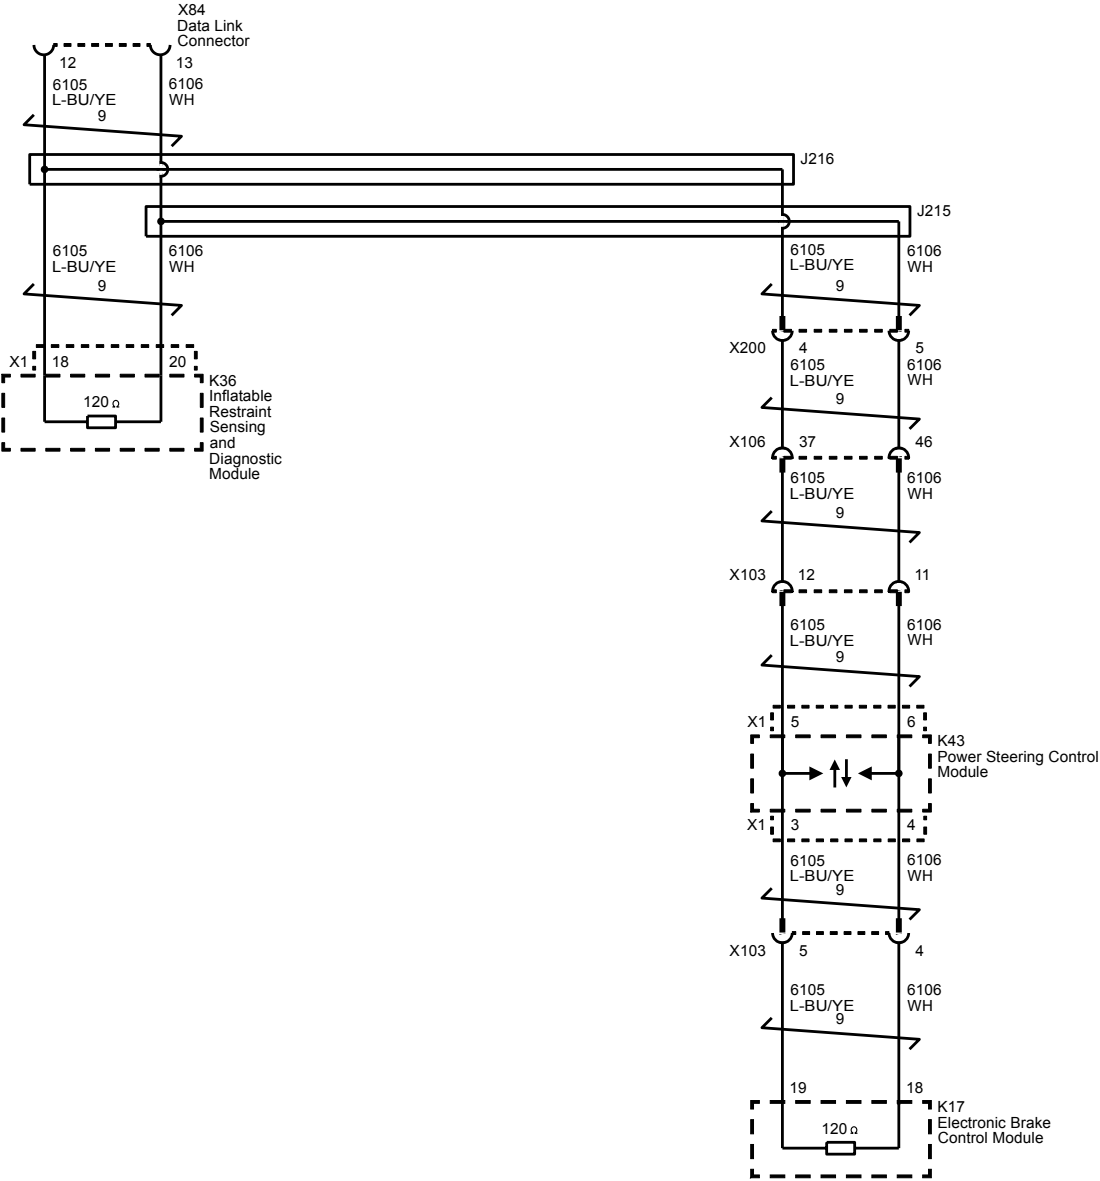 X84
Data Link
Connector
12
13
6105
L-BU/YE
6106
WH
9
J216
J215
6105
L-BU/YE
6106
WH
9
6105
L-BU/YE
6106
WH
9
X200
4
5
6105
L-BU/YE
6106
WH
9
X1
18
20
K36
Inflatable
Restraint
Sensing
and
Diagnostic
Module
120 Ω
X106
37
46
6105
L-BU/YE
6106
WH
9
X103
12
11
6105
L-BU/YE
6106
WH
9
X1
5
6
K43
Power Steering Control
Module
X1
3
4
6105
L-BU/YE
6106
WH
9
X103
5
4
6105
L-BU/YE
6106
WH
9
19
18
K17
Electronic Brake
Control Module
120 Ω